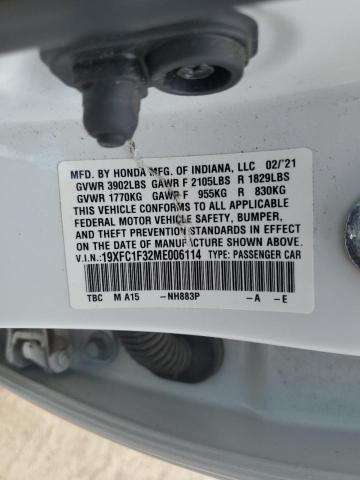 MFD. BY HONDA MFG. OF INDIANA, LLC 02/'21
GVWR 3902LBS GAWR F 2105LBS R 1829LBS
GVWR 1770KG GAWR F 955KG R 830KG
THIS VEHICLE CONFORMS TO ALL APPLICABLE
FEDERAL MOTOR VEHICLE SAFETY, BUMPER,
AND THEFT PREVENTION STANDARDS IN EFFECT
ON THE DATE OF MANUFACTURE SHOWN ABOVE.
V.I.N.:19XFC1F32ME006114 TYPE: PASSENGER CAR
TBC M A15 -NH883P -A -E